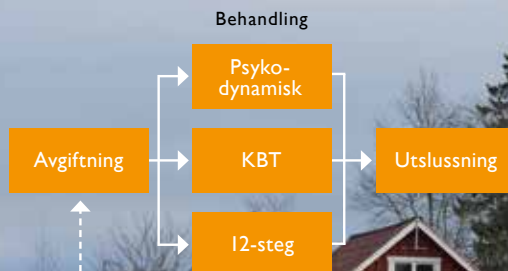 Behandling
Psyko-
dynamisk
Avgiftning
KBT
Utslussning
12-steg